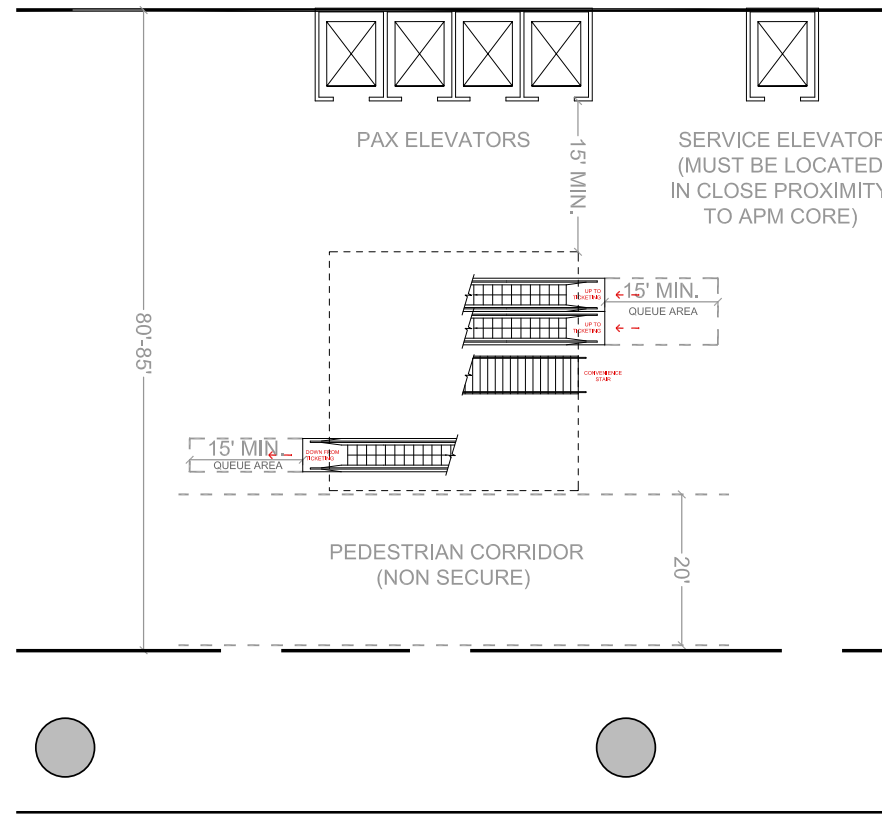 PAX ELEVATORS
15' MIN.
SERVICE ELEVATOR
(MUST BE LOCATED
IN CLOSE PROXIMITY
TO APM CORE)
UP TO
TICKETING
15' MIN.
QUEUE AREA
UP TO
TICKETING
80'-85'
CONVENIENCE
STAIR
15' MIN.
QUEUE AREA
DOWN FROM
TICKETING
PEDESTRIAN CORRIDOR
(NON SECURE)
20'